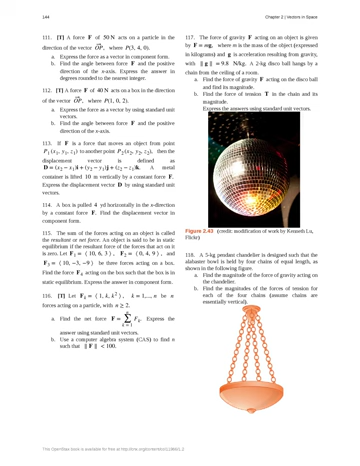 144
Chapter 2 | Vectors in Space
111. [T] A force F of 50 N acts on a particle in the
direction of the vector OP, where P(3, 4, 0).
a. Express the force as a vector in component form.
b. Find the angle between force F and the positive
direction of the x-axis. Express the answer in
degrees rounded to the nearest integer.
112. [T] A force F of 40 N acts on a box in the direction
of the vector OP, where P(1, 0, 2).
a. Express the force as a vector by using standard unit
vectors.
b. Find the angle between force F and the positive
direction of the x-axis.
113. If F is a force that moves an object from point
P₁(x₁, y₁, z₁) to another point P₂(x₂, y₂, z₂), then the
displacement vector is defined as
D = (x₂ − x₁)i + (y₂ − y₁)j + (z₂ − z₁)k. A metal
container is lifted 10 m vertically by a constant force F.
Express the displacement vector D by using standard unit
vectors.
114. A box is pulled 4 yd horizontally in the x-direction
by a constant force F. Find the displacement vector in
component form.
115. The sum of the forces acting on an object is called
the resultant or net force. An object is said to be in static
equilibrium if the resultant force of the forces that act on it
is zero. Let F₁ = ⟨ 10, 6, 3 ⟩, F₂ = ⟨ 0, 4, 9 ⟩, and
F₃ = ⟨ 10, −3, −9 ⟩ be three forces acting on a box.
Find the force F₄ acting on the box such that the box is in
static equilibrium. Express the answer in component form.
116. [T] Let Fₖ = ⟨ 1, k, k² ⟩, k = 1,..., n be n
forces acting on a particle, with n ≥ 2.
a. Find the net force F = ∑ₖ₌₁ⁿ Fₖ. Express the
answer using standard unit vectors.
b. Use a computer algebra system (CAS) to find n
such that ‖ F ‖ < 100.
117. The force of gravity F acting on an object is given
by F = mg, where m is the mass of the object (expressed
in kilograms) and g is acceleration resulting from gravity,
with ‖ g ‖ = 9.8 N/kg. A 2-kg disco ball hangs by a
chain from the ceiling of a room.
a. Find the force of gravity F acting on the disco ball
and find its magnitude.
b. Find the force of tension T in the chain and its
magnitude.
Express the answers using standard unit vectors.
Figure 2.43 (credit: modification of work by Kenneth Lu,
Flickr)
118. A 5-kg pendant chandelier is designed such that the
alabaster bowl is held by four chains of equal length, as
shown in the following figure.
a. Find the magnitude of the force of gravity acting on
the chandelier.
b. Find the magnitudes of the forces of tension for
each of the four chains (assume chains are
essentially vertical).
This OpenStax book is available for free at http://cnx.org/content/col11966/1.2